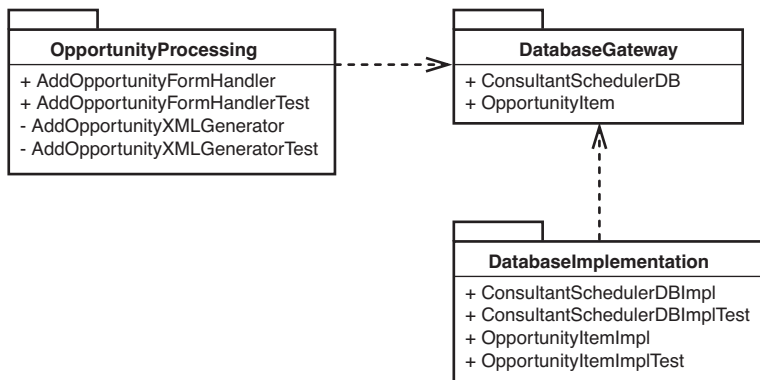 OpportunityProcessing
+ AddOpportunityFormHandler
+ AddOpportunityFormHandlerTest
- AddOpportunityXMLGenerator
- AddOpportunityXMLGeneratorTest
DatabaseGateway
+ ConsultantSchedulerDB
+ OpportunityItem
DatabaseImplementation
+ ConsultantSchedulerDBImpl
+ ConsultantSchedulerDBImplTest
+ OpportunityItemImpl
+ OpportunityItemImplTest